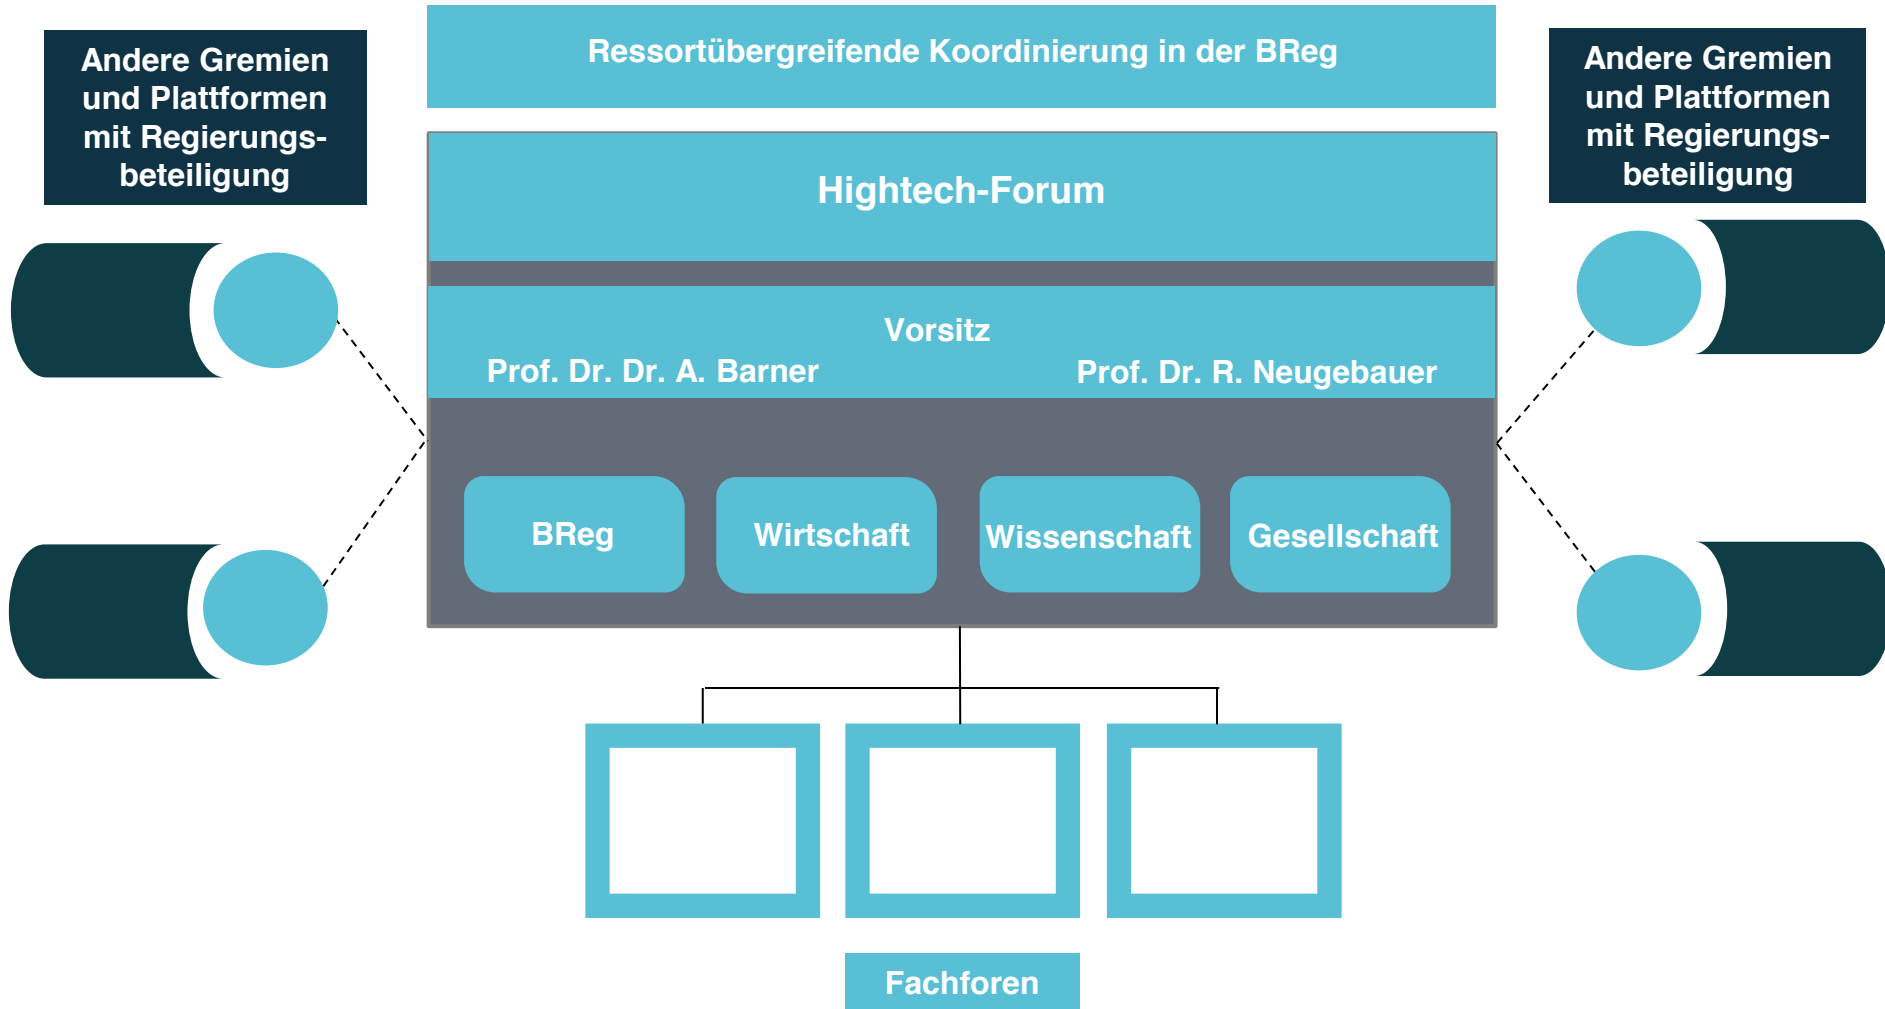 Ressortübergreifende Koordinierung in der BReg
Andere Gremien
und Plattformen
mit Regierungs-
beteiligung
Andere Gremien
und Plattformen
mit Regierungs-
beteiligung
Hightech-Forum
Vorsitz
Prof. Dr. Dr. A. Barner
Prof. Dr. R. Neugebauer
BReg
Wirtschaft
Wissenschaft
Gesellschaft
Fachforen